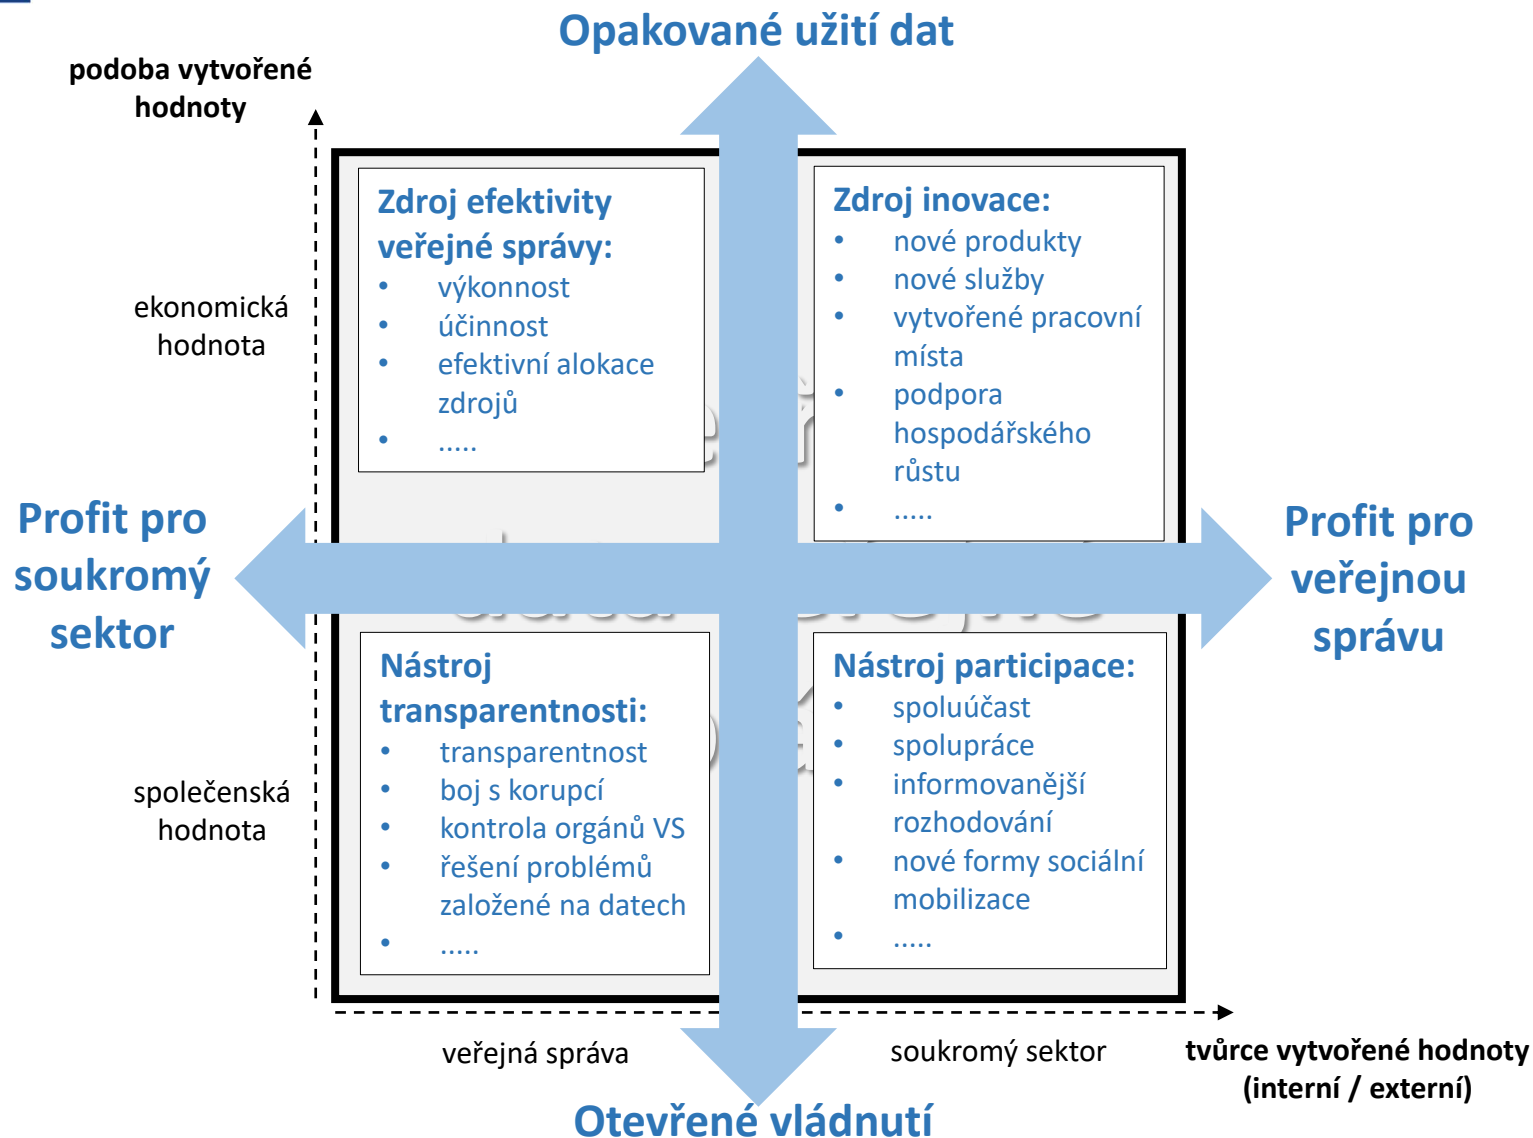 Opakované užití dat
podoba vytvořené
hodnoty
Zdroj efektivity
veřejné správy:
• výkonnost
• účinnost
• efektivní alokace
zdrojů
• .....
Zdroj inovace:
• nové produkty
• nové služby
• vytvořené pracovní
místa
• podpora
hospodářského
růstu
• .....
ekonomická
hodnota
Profit pro
soukromý
sektor
Profit pro
veřejnou
správu
Nástroj
transparentnosti:
• transparentnost
• boj s korupcí
• kontrola orgánů VS
• řešení problémů
založené na datech
• .....
Nástroj participace:
• spoluúčast
• spolupráce
• informovanější
rozhodování
• nové formy sociální
mobilizace
• .....
společenská
hodnota
veřejná správa
soukromý sektor
tvůrce vytvořené hodnoty
(interní / externí)
Otevřené vládnutí